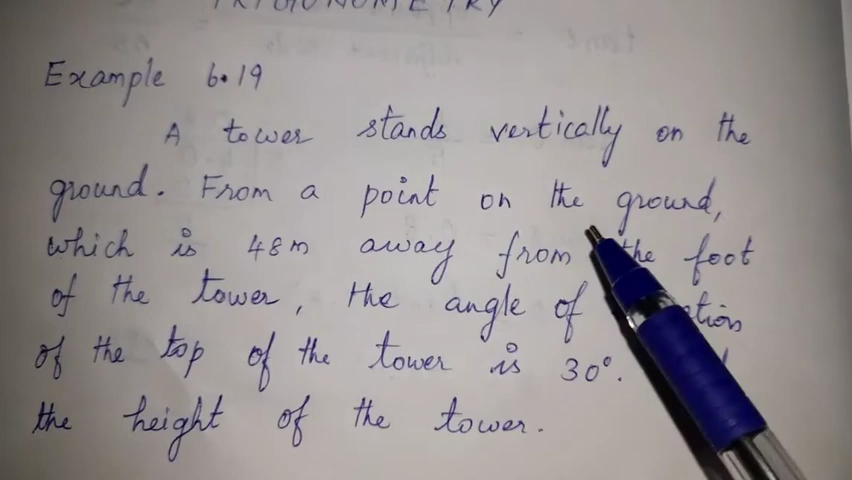 TRIGONOMETRY
Example 6.19
A tower stands vertically on the
ground. From a point on the ground,
which is 48m away from the foot
of the tower, the angle of
of the top of the tower is 30°.
the height of the tower.